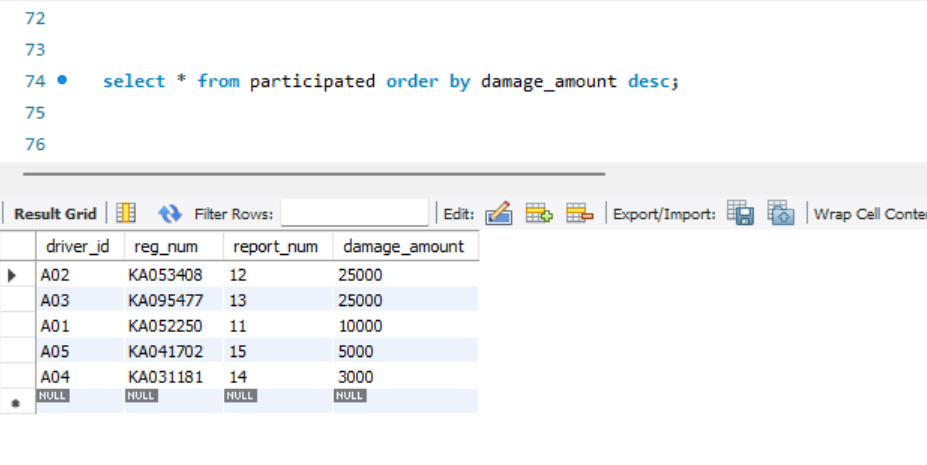 72
73
74 select * from participated order by damage_amount desc;
75
76
Result Grid Filter Rows: Edit: Export/Import: Wrap Cell Conte
driver_id reg_num report_num damage_amount
A02 KA053408 12 25000
A03 KA095477 13 25000
A01 KA052250 11 10000
A05 KA041702 15 5000
A04 KA031181 14 3000
NULL NULL NULL NULL